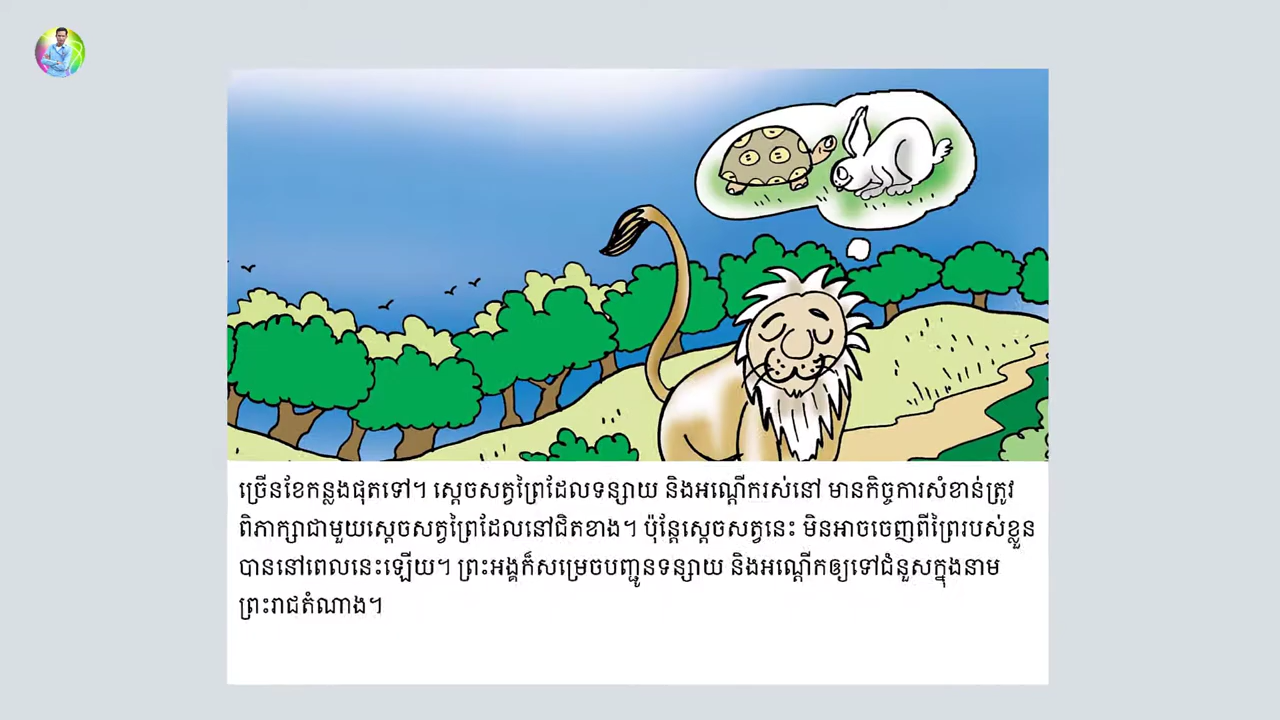 ច្រើនខែកន្លងផុតទៅ។ ស្តេចសត្វព្រៃដែលទន្សាយ និងអណ្តើករស់នៅ មានកិច្ចការសំខាន់ត្រូវ
ពិភាក្សាជាមួយស្តេចសត្វព្រៃដែលនៅជិតខាង។ ប៉ុន្តែស្តេចសត្វនេះ មិនអាចចេញពីព្រៃរបស់ខ្លួន
បាននៅពេលនេះឡើយ។ ព្រះអង្គក៏សម្រេចបញ្ជូនទន្សាយ និងអណ្តើកឲ្យទៅជំនួសក្នុងនាម
ព្រះរាជតំណាង។